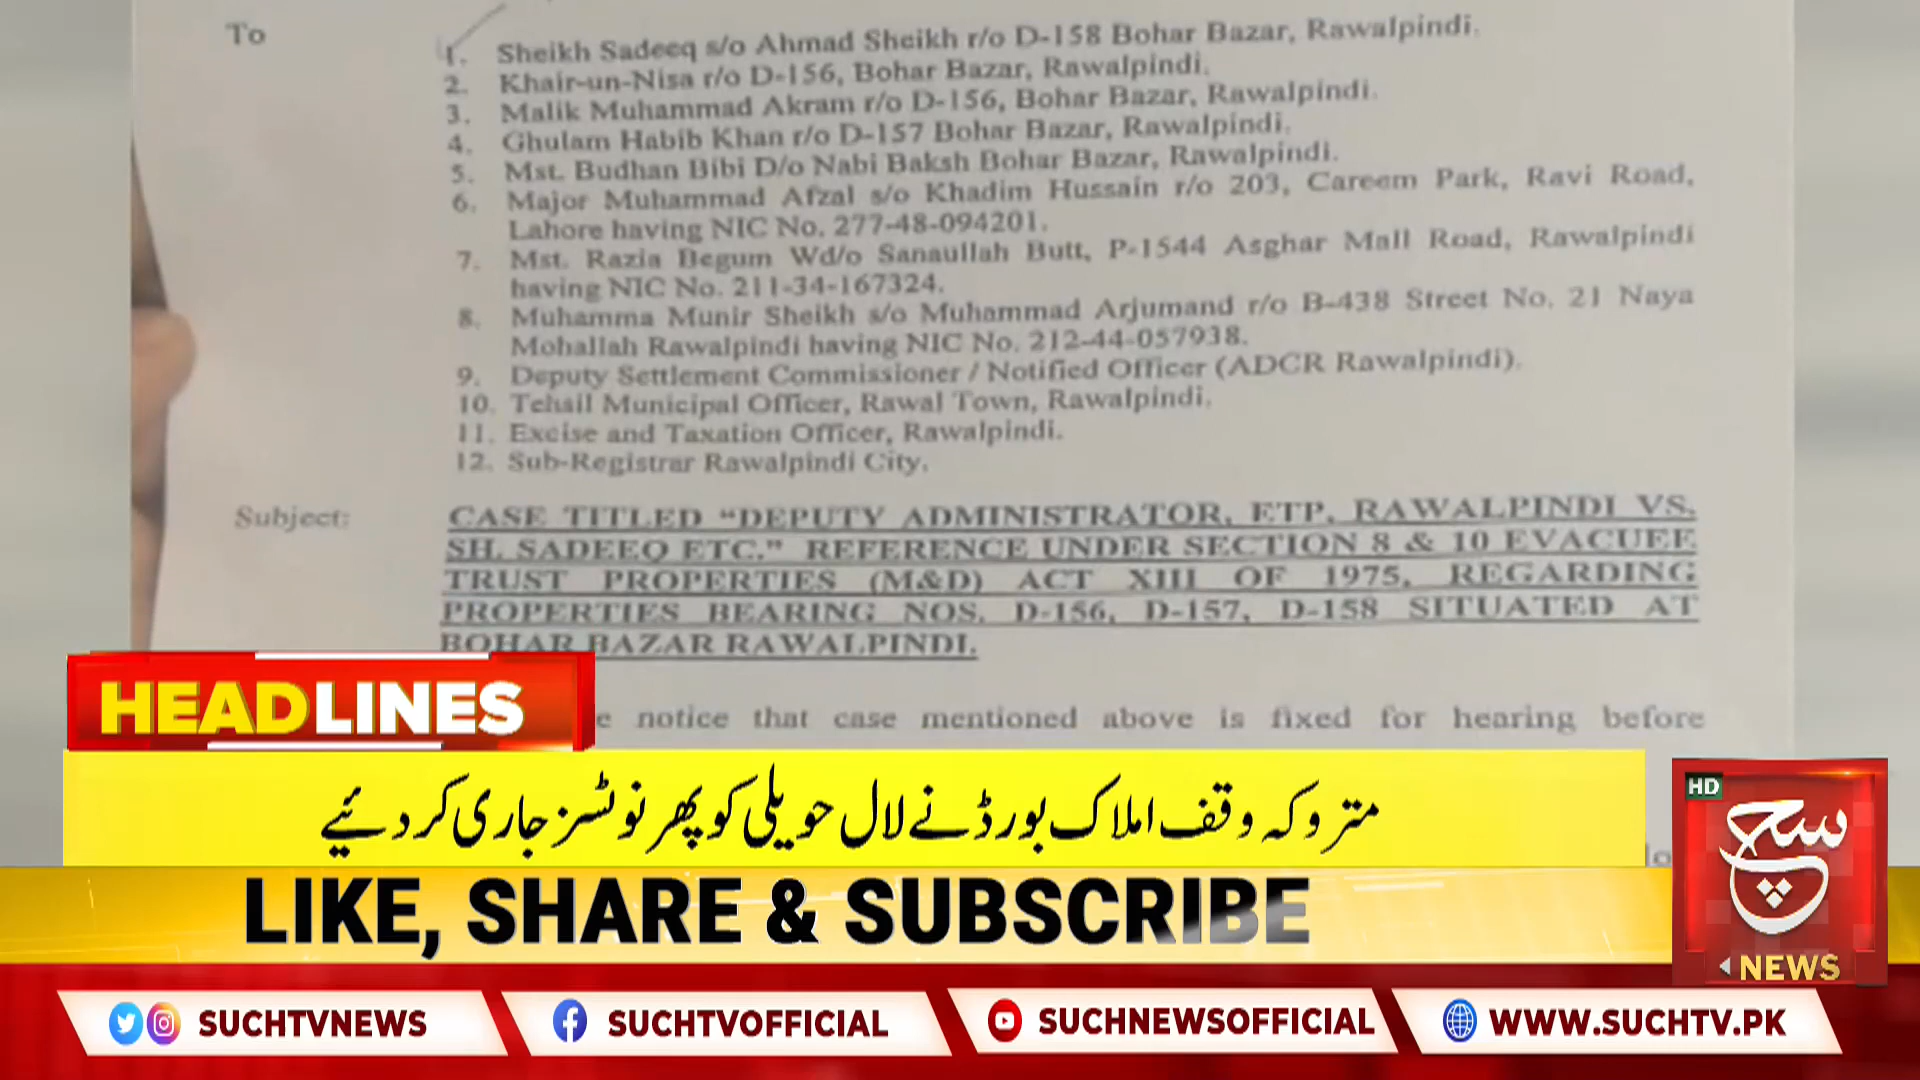 To
1. Sheikh Sadeeq s/o Ahmad Sheikh r/o D-158 Bohar Bazar, Rawalpindi.
2. Khair-un-Nisa r/o D-156, Bohar Bazar, Rawalpindi.
3. Malik Muhammad Akram r/o D-156, Bohar Bazar, Rawalpindi.
4. Ghulam Habib Khan r/o D-157 Bohar Bazar, Rawalpindi.
5. Mst. Budhan Bibi D/o Nabi Baksh Bohar Bazar, Rawalpindi.
6. Major Muhammad Afzal s/o Khadim Hussain r/o 203, Careem Park, Ravi Road,
Lahore having NIC No. 277-48-094201.
7. Mst. Razia Begum Wd/o Sanaullah Butt, P-1544 Asghar Mall Road, Rawalpindi
having NIC No. 211-34-167324.
8. Muhamma Munir Sheikh s/o Muhammad Arjumand r/o B-438 Street No. 21 Naya
Mohallah Rawalpindi having NIC No. 212-44-057938.
9. Deputy Settlement Commissioner / Notified Officer (ADCR Rawalpindi).
10. Tehsil Municipal Officer, Rawal Town, Rawalpindi.
11. Excise and Taxation Officer, Rawalpindi.
12. Sub-Registrar Rawalpindi City.
Subject: CASE TITLED “DEPUTY ADMINISTRATOR, ETP, RAWALPINDI VS.
SH. SADEEQ ETC.” REFERENCE UNDER SECTION 8 & 10 EVACUEE
TRUST PROPERTIES (M&D) ACT XIII OF 1975, REGARDING
PROPERTIES BEARING NOS. D-156, D-157, D-158 SITUATED AT
BOHAR BAZAR RAWALPINDI.
HEADLINES
e notice that case mentioned above is fixed for hearing before
متروکہ وقف املاک بورڈ نے لال حویلی کو پھر نوٹسز جاری کر دئیے
HD
سچ
NEWS
LIKE, SHARE & SUBSCRIBE
SUCHTVNEWS
SUCHTVOFFICIAL
SUCHNEWSOFFICIAL
WWW.SUCHTV.PK